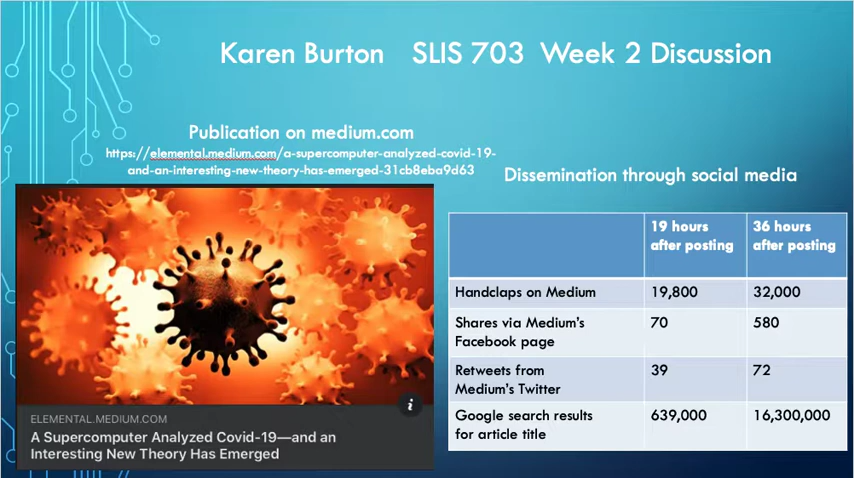 Karen Burton SLIS 703 Week 2 Discussion
Publication on medium.com
https://elemental.medium.com/a-supercomputer-analyzed-covid-19-
and-an-interesting-new-theory-has-emerged-31cb8eba9d63
Dissemination through social media
19 hours
after posting
36 hours
after posting
Handclaps on Medium 19,800 32,000
Shares via Medium's 70 580
Facebook page
Retweets from 39 72
Medium's Twitter
Google search results 639,000 16,300,000
for article title
i
ELEMENTAL.MEDIUM.COM
A Supercomputer Analyzed Covid-19—and an
Interesting New Theory Has Emerged